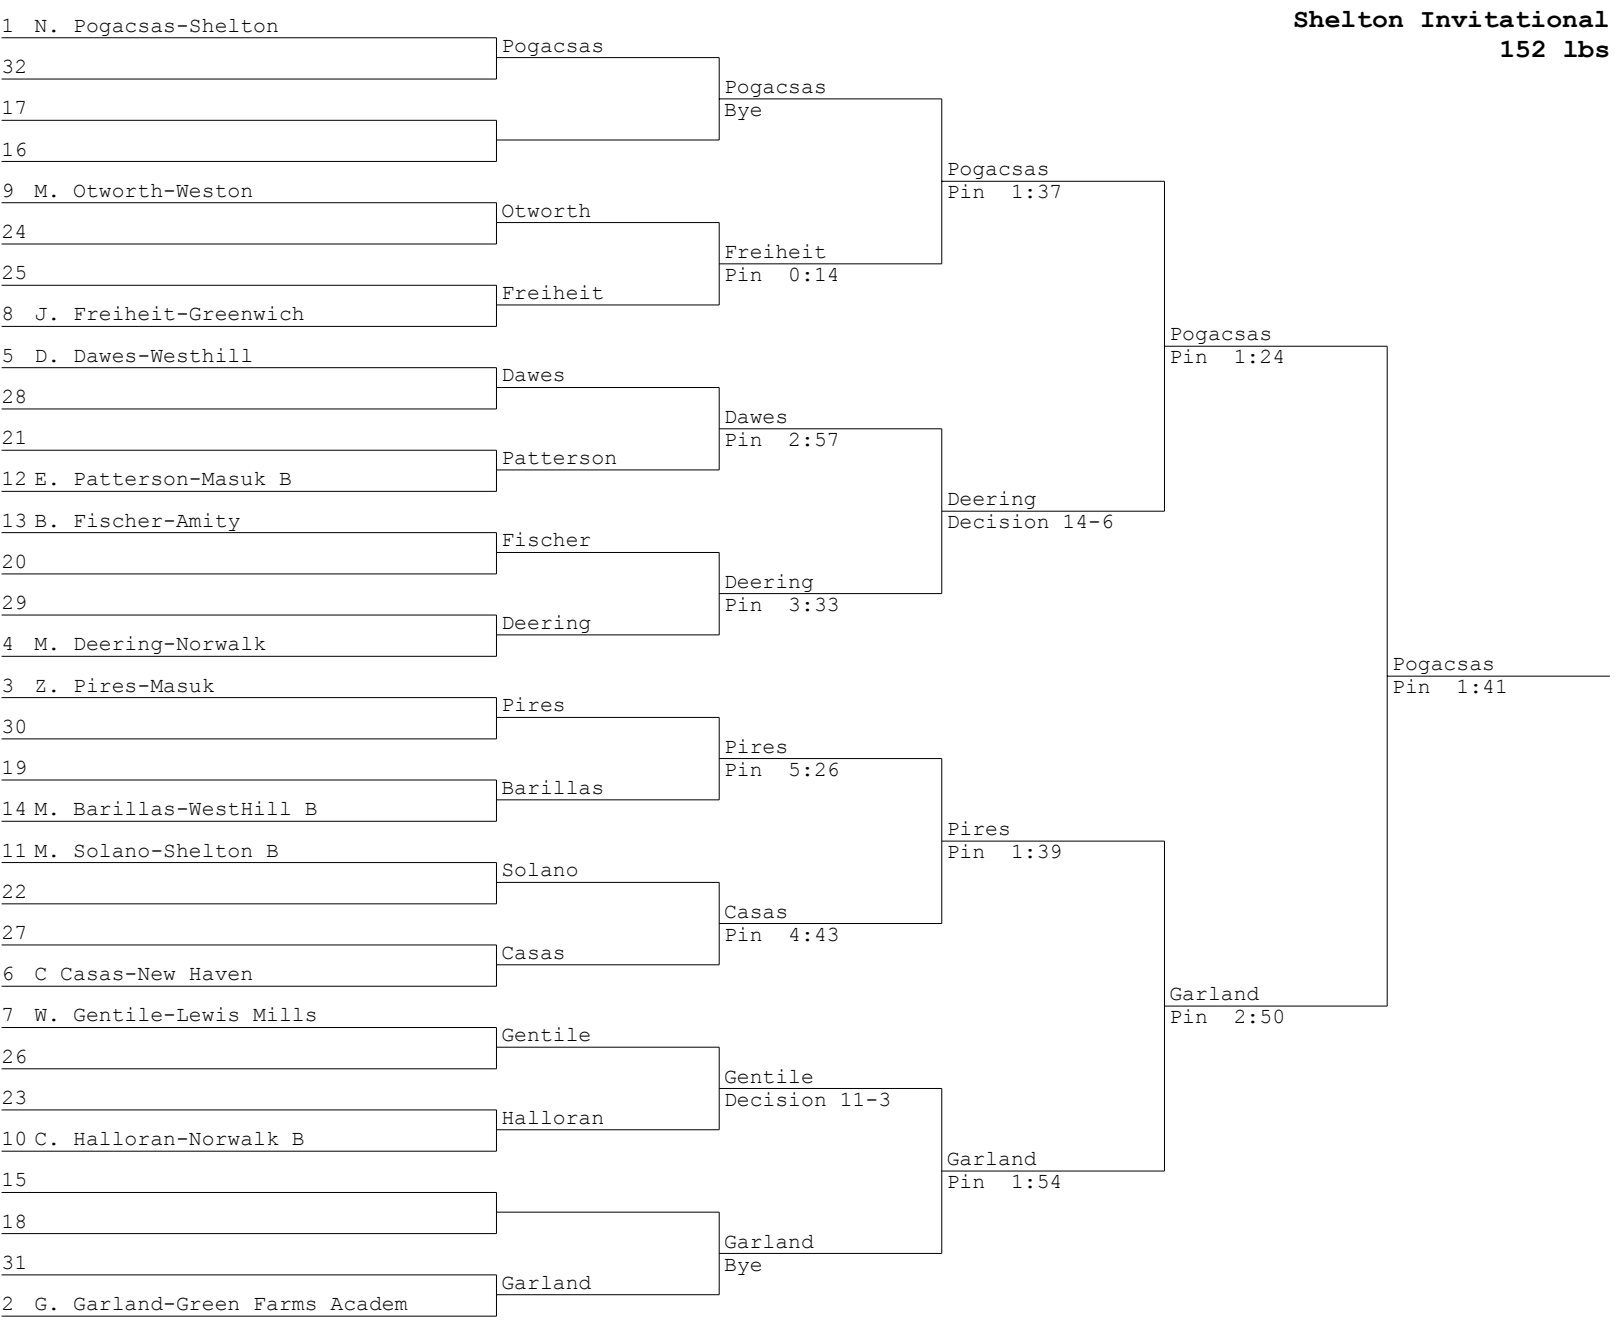 Shelton Invitational
152 lbs
1 N. Pogacsas-Shelton
32
17
16
9 M. Otworth-Weston
24
25
8 J. Freiheit-Greenwich
5 D. Dawes-Westhill
28
21
12 E. Patterson-Masuk B
13 B. Fischer-Amity
20
29
4 M. Deering-Norwalk
3 Z. Pires-Masuk
30
19
14 M. Barillas-WestHill B
11 M. Solano-Shelton B
22
27
6 C Casas-New Haven
7 W. Gentile-Lewis Mills
26
23
10 C. Halloran-Norwalk B
15
18
31
2 G. Garland-Green Farms Academ
Pogacsas
Otworth
Freiheit
Dawes
Patterson
Fischer
Deering
Pires
Barillas
Solano
Casas
Gentile
Halloran
Garland
Pogacsas
Bye
Freiheit
Pin 0:14
Dawes
Pin 2:57
Deering
Pin 3:33
Pires
Pin 5:26
Casas
Pin 4:43
Gentile
Decision 11-3
Garland
Bye
Pogacsas
Pin 1:37
Deering
Decision 14-6
Pires
Pin 1:39
Garland
Pin 1:54
Pogacsas
Pin 1:24
Garland
Pin 2:50
Pogacsas
Pin 1:41